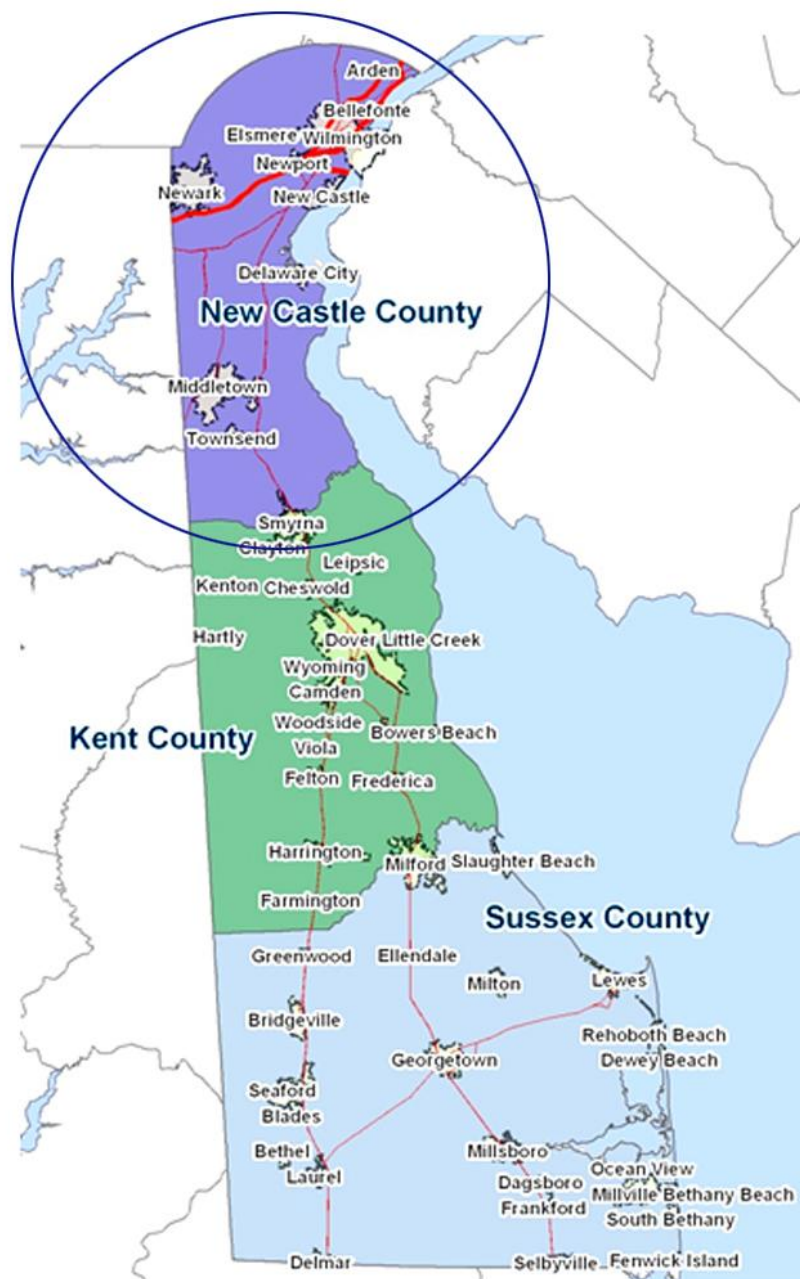 Arden
Bellefonte
Elsmere Wilmington
Newport
Newark
New Castle
Delaware City
New Castle County
Middletown
Townsend
Smyrna
Clayton
Leipsic
Kenton Cheswold
Hartly
Dover Little Creek
Wyoming
Camden
Woodside
Bowers Beach
Kent County
Viola
Felton Frederica
Harrington
Milford Slaughter Beach
Farmington
Sussex County
Greenwood
Ellendale
Milton
Lewes
Bridgeville
Rehoboth Beach
Georgetown
Dewey Beach
Seaford
Blades
Bethel
Millsboro
Laurel
Ocean View
Dagsboro
Millville Bethany Beach
Frankford
South Bethany
Delmar
Selbyville
Fenwick Island